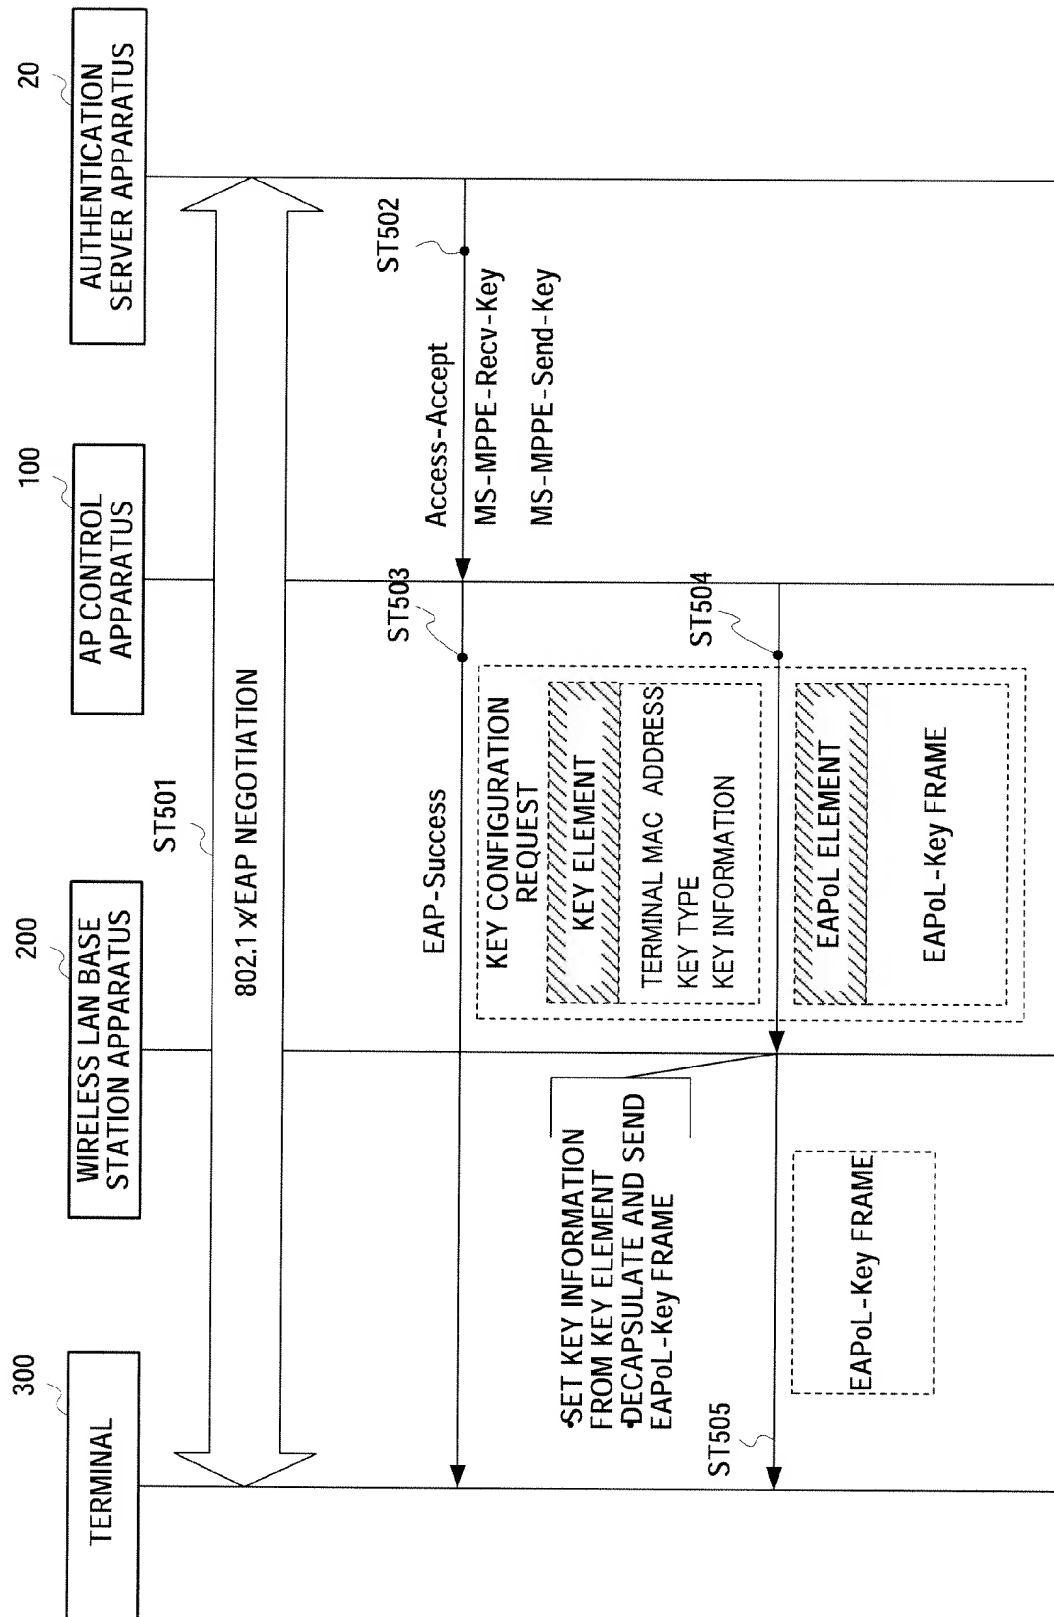 300
TERMINAL
200
WIRELESS LAN BASE
STATION APPARATUS
100
AP CONTROL
APPARATUS
20
AUTHENTICATION
SERVER APPARATUS
ST501
802.1 x/EAP NEGOTIATION
ST502
Access-Accept
MS-MPPE-Recv-Key
MS-MPPE-Send-Key
ST503
EAP-Success
KEY CONFIGURATION
REQUEST
KEY ELEMENT
TERMINAL MAC ADDRESS
KEY TYPE
KEY INFORMATION
ST504
EAPoL ELEMENT
EAPoL-Key FRAME
•SET KEY INFORMATION
FROM KEY ELEMENT
•DECAPSULATE AND SEND
EAPoL-Key FRAME
ST505
EAPoL-Key FRAME